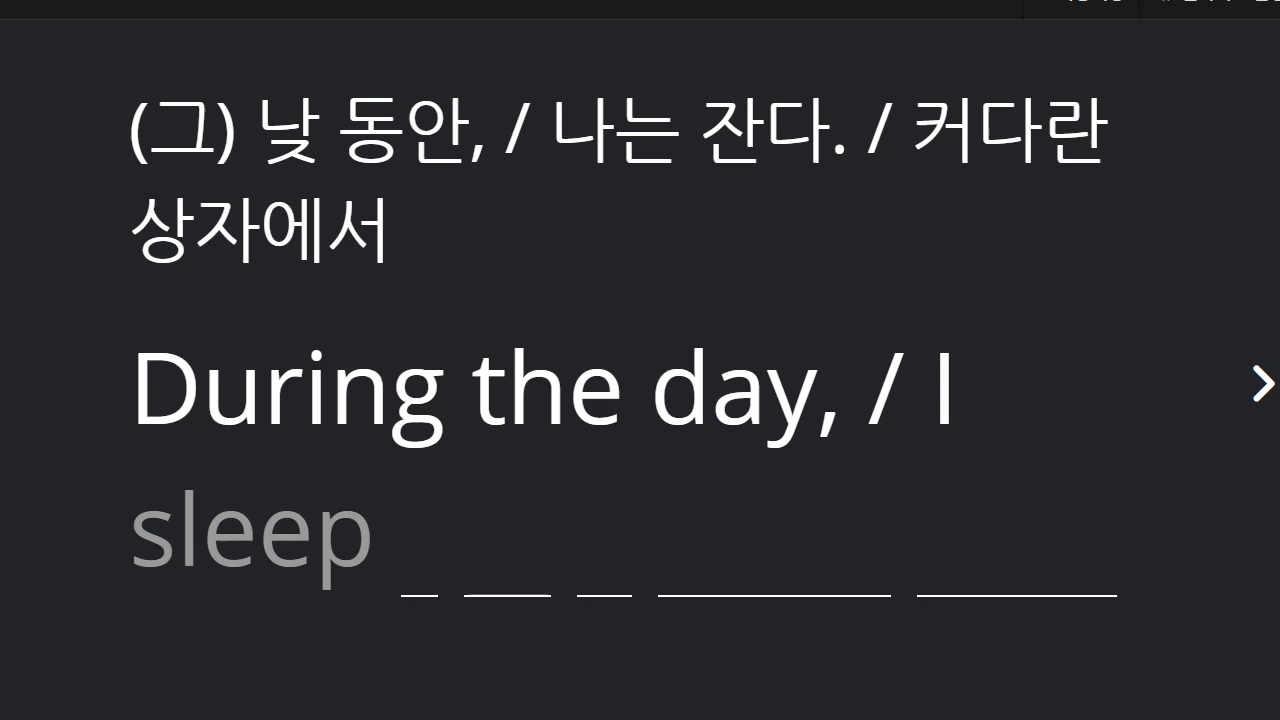 (그) 낮 동안, / 나는 잔다. / 커다란
상자에서
During the day, / I
sleep _ _ _ _ _